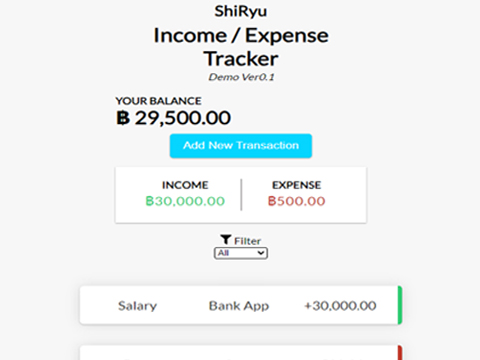 ShiRyu
Income / Expense
Tracker
Demo Ver0.1
YOUR BALANCE
฿ 29,500.00
Add New Transaction
INCOME EXPENSE
฿30,000.00 ฿500.00
Filter
All
Salary Bank App +30,000.00